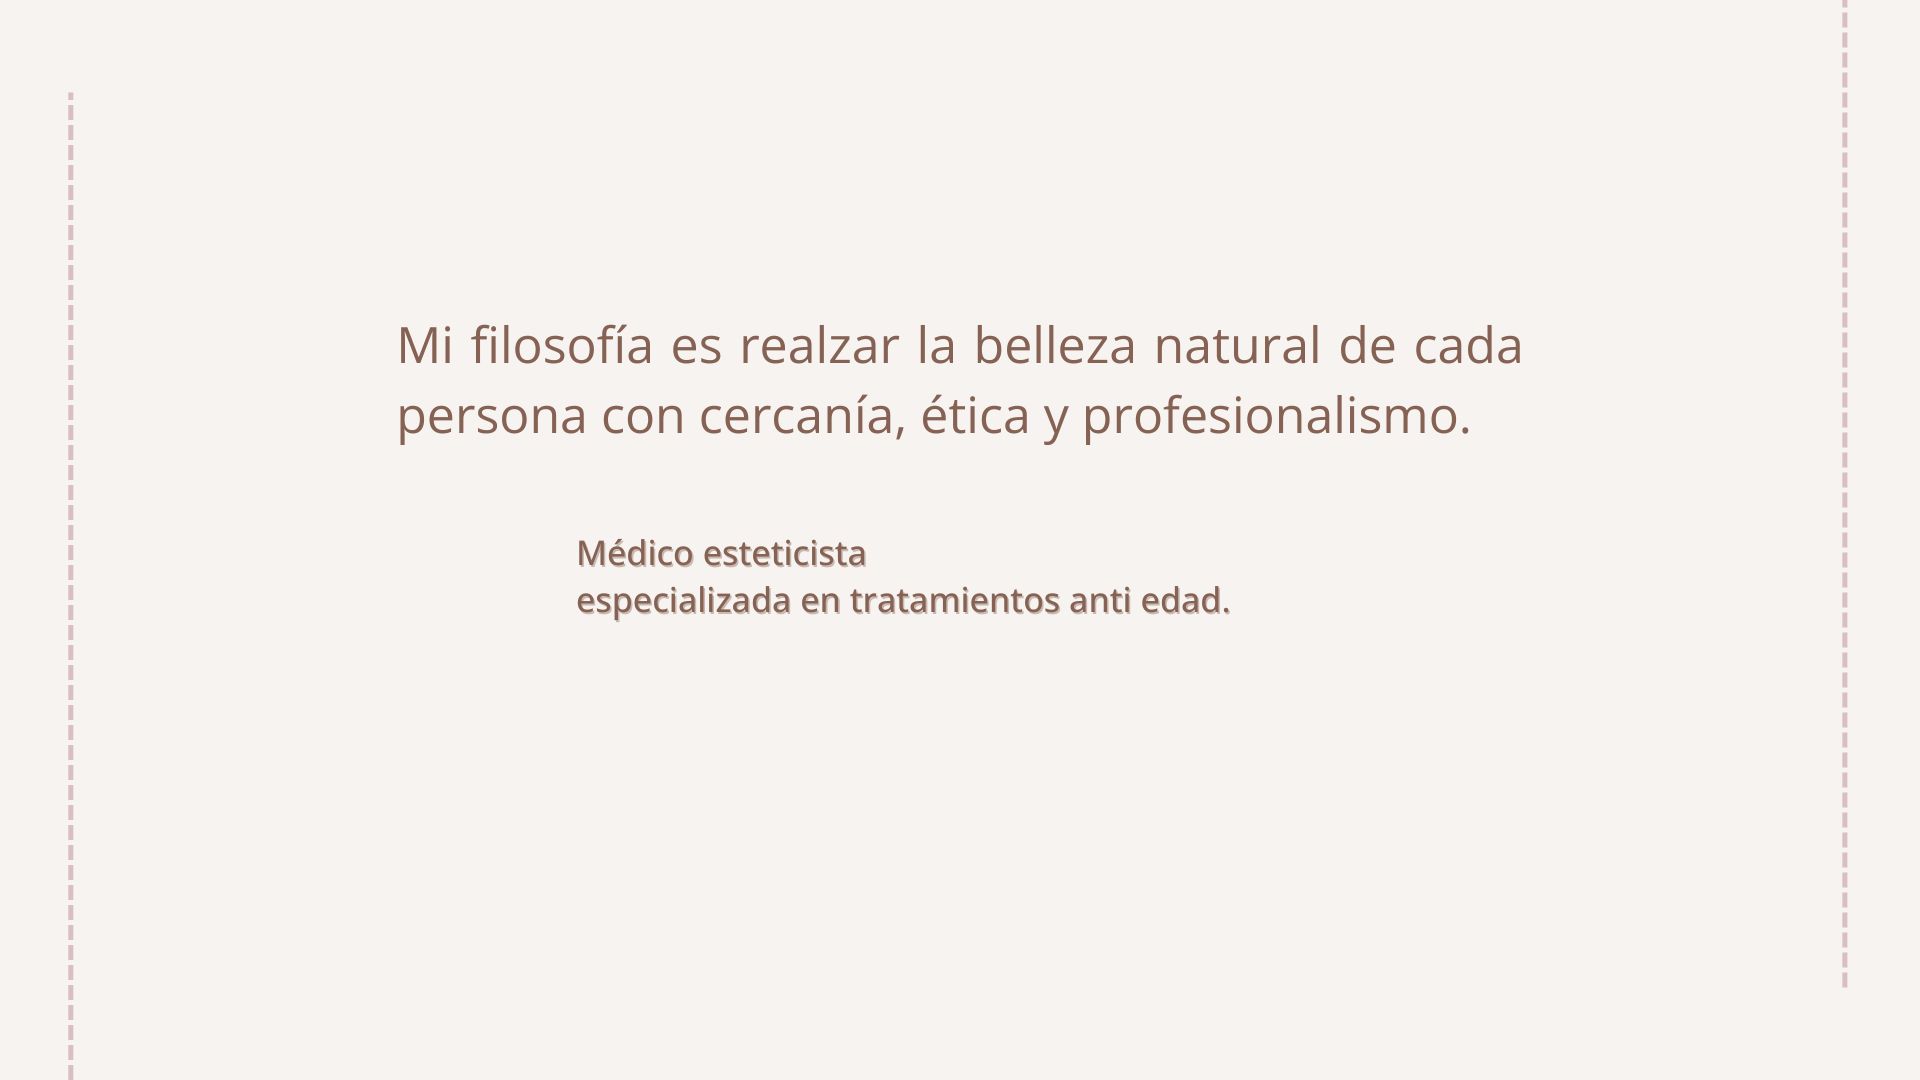 Mi filosofía es realzar la belleza natural de cada
persona con cercanía, ética y profesionalismo.
Médico esteticista
especializada en tratamientos anti edad.